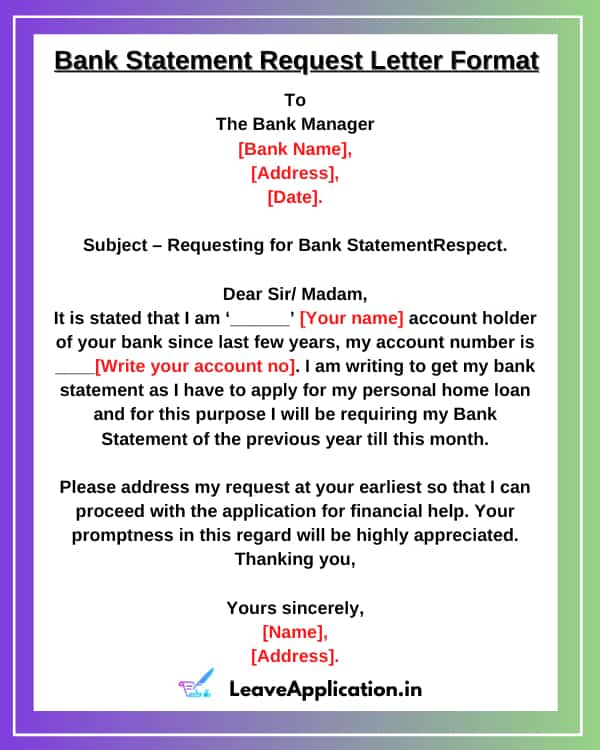 Bank Statement Request Letter Format
To
The Bank Manager
[Bank Name],
[Address],
[Date].
Subject – Requesting for Bank StatementRespect.
Dear Sir/ Madam,
It is stated that I am ‘______’ [Your name] account holder
of your bank since last few years, my account number is
____[Write your account no]. I am writing to get my bank
statement as I have to apply for my personal home loan
and for this purpose I will be requiring my Bank
Statement of the previous year till this month.
Please address my request at your earliest so that I can
proceed with the application for financial help. Your
promptness in this regard will be highly appreciated.
Thanking you,
Yours sincerely,
[Name],
[Address].
LeaveApplication.in